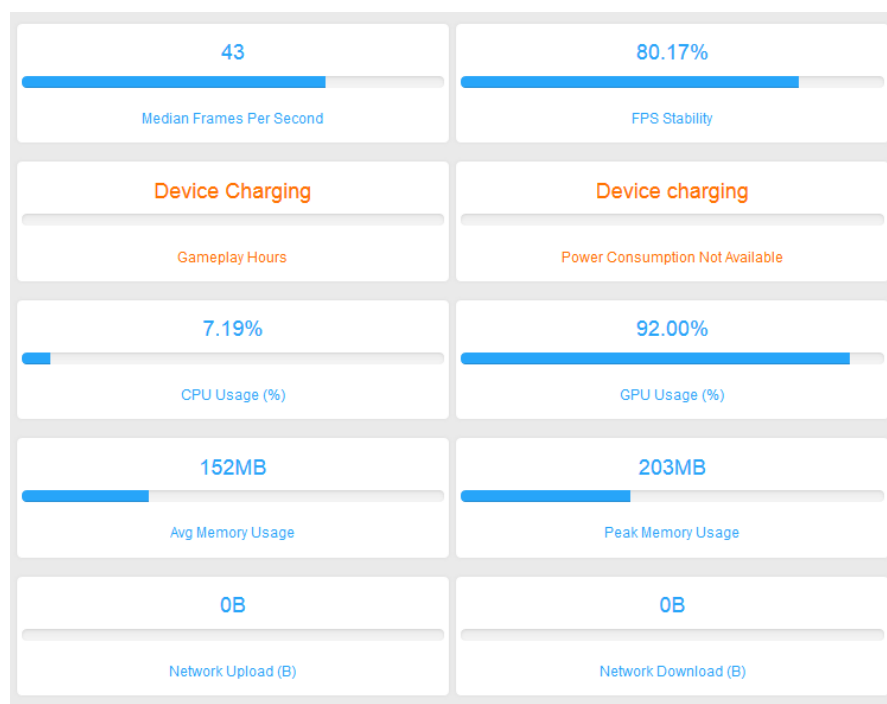 43
Median Frames Per Second
80.17%
FPS Stability
Device Charging
Gameplay Hours
Device charging
Power Consumption Not Available
7.19%
CPU Usage (%)
92.00%
GPU Usage (%)
152MB
Avg Memory Usage
203MB
Peak Memory Usage
0B
Network Upload (B)
0B
Network Download (B)